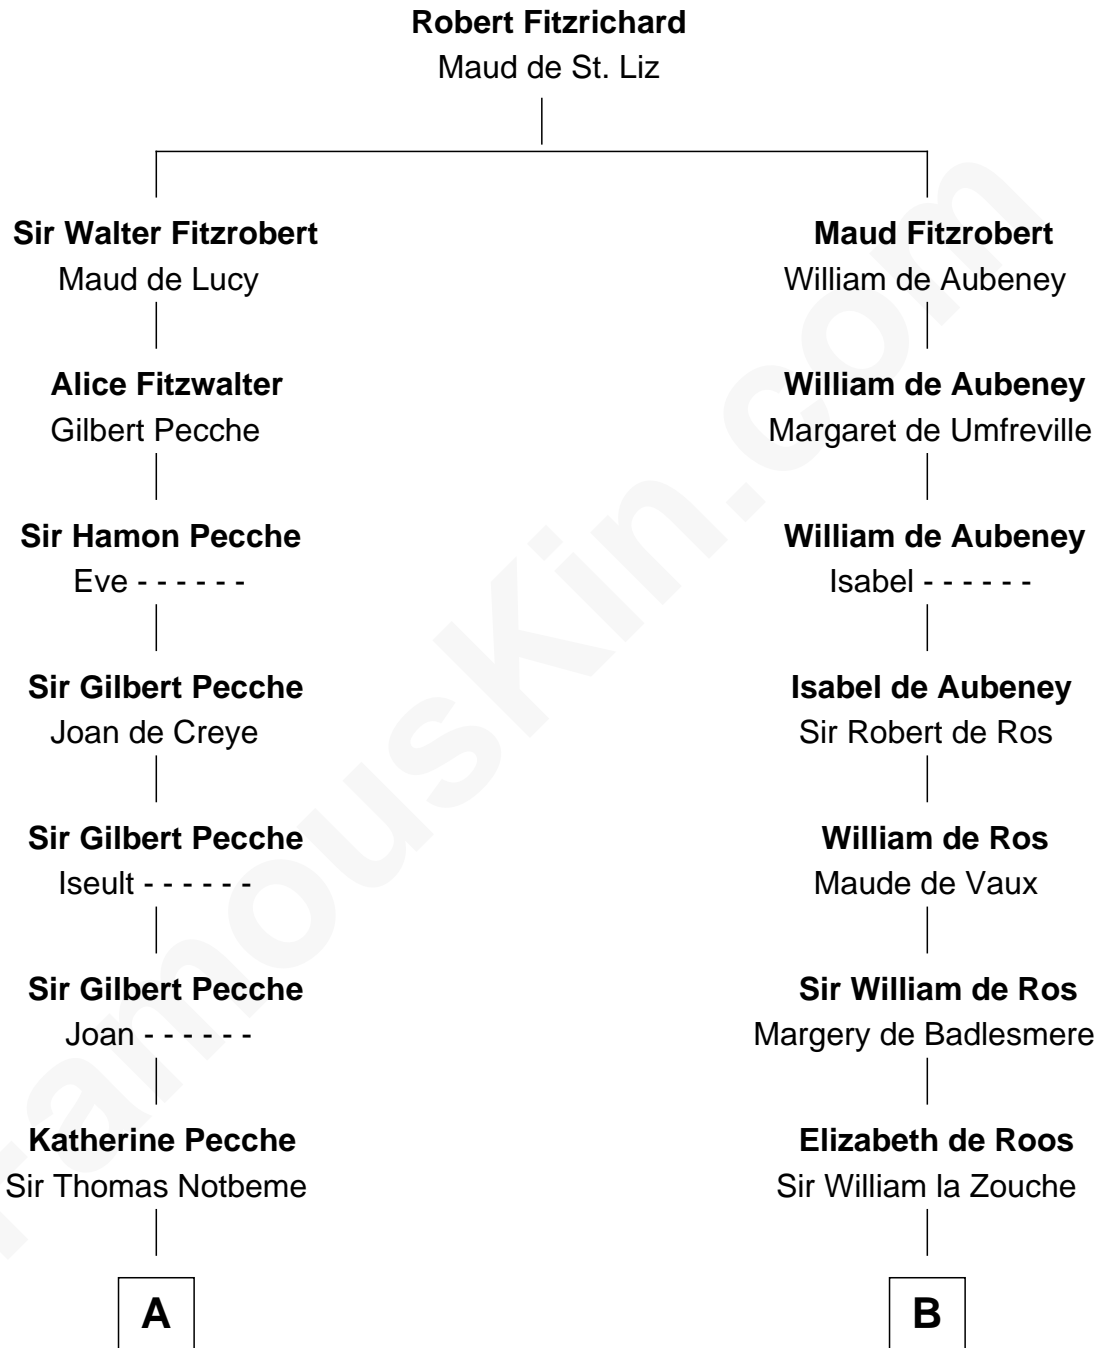 Robert Fitzrichard
Maud de St. Liz
Sir Walter Fitzrobert
Maud de Lucy
Alice Fitzwalter
Gilbert Pecche
Sir Hamon Pecche
Eve - - - - - -
Sir Gilbert Pecche
Joan de Creye
Sir Gilbert Pecche
Iseult - - - - - -
Sir Gilbert Pecche
Joan - - - - - -
Katherine Pecche
Sir Thomas Notbeme
A
Maud Fitzrobert
William de Aubeney
William de Aubeney
Margaret de Umfreville
William de Aubeney
Isabel - - - - - -
Isabel de Aubeney
Sir Robert de Ros
William de Ros
Maude de Vaux
Sir William de Ros
Margery de Badlesmere
Elizabeth de Roos
Sir William la Zouche
B
famouskin.com